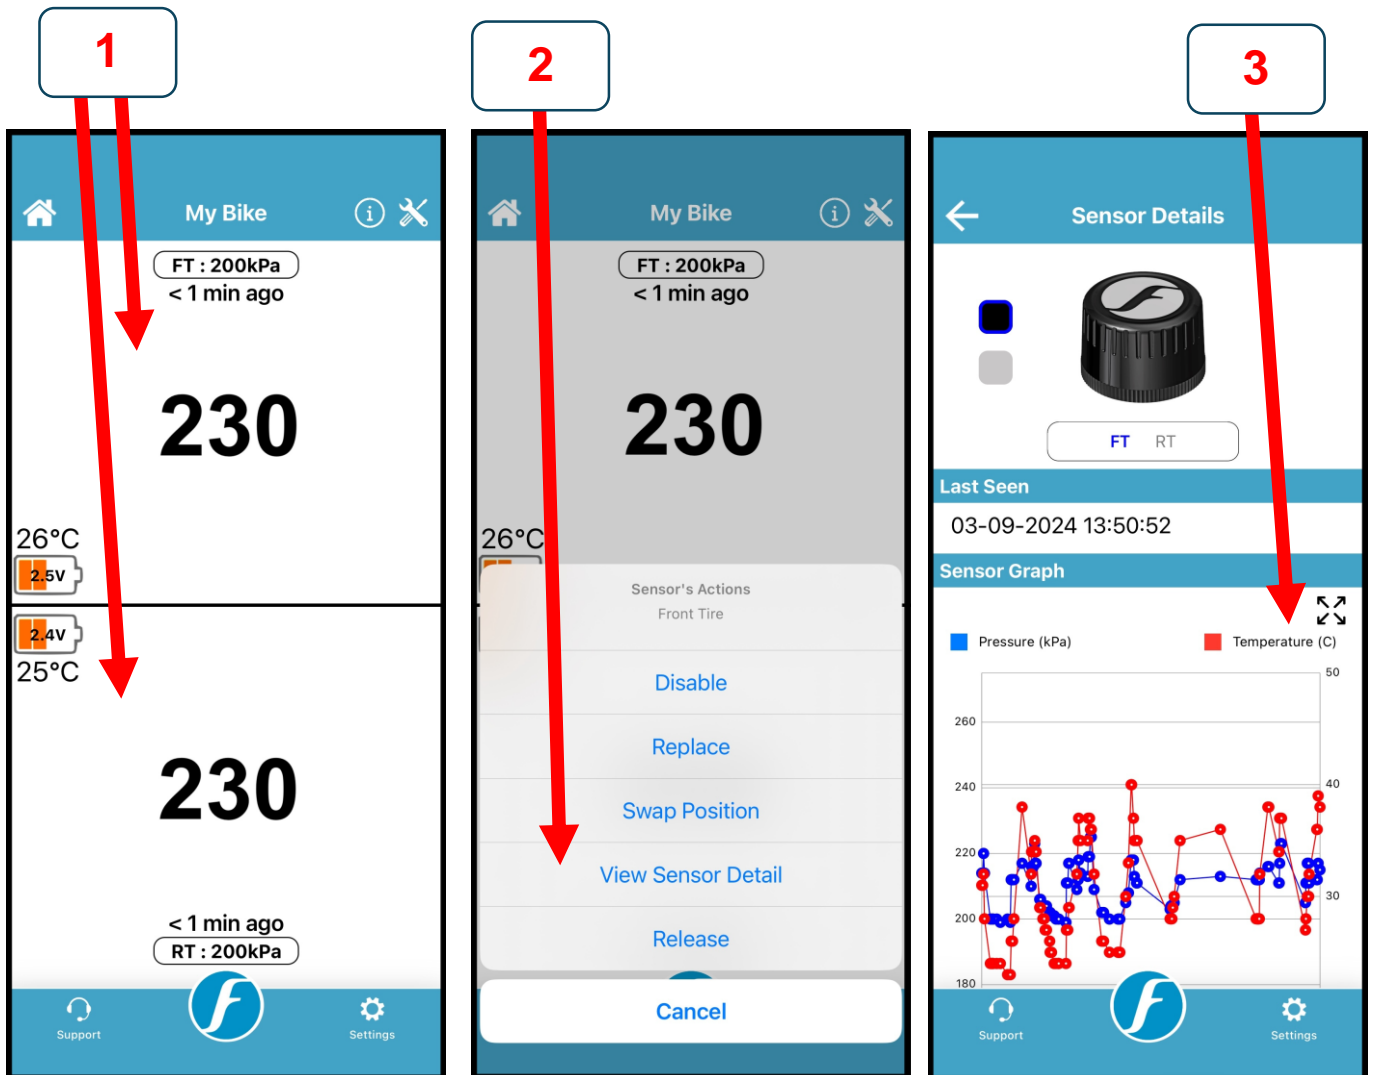 1
2
3
My Bike
FT : 200kPa
< 1 min ago
230
26°C
2.5V
2.4V
25°C
230
< 1 min ago
RT : 200kPa
Support
Settings
My Bike
FT : 200kPa
< 1 min ago
230
26°C
Sensor's Actions
Front Tire
Disable
Replace
Swap Position
View Sensor Detail
Release
Cancel
Sensor Details
FT RT
Last Seen
03-09-2024 13:50:52
Sensor Graph
Pressure (kPa) Temperature (C)
50
260
240 40
220
30
200
180
Support
Settings